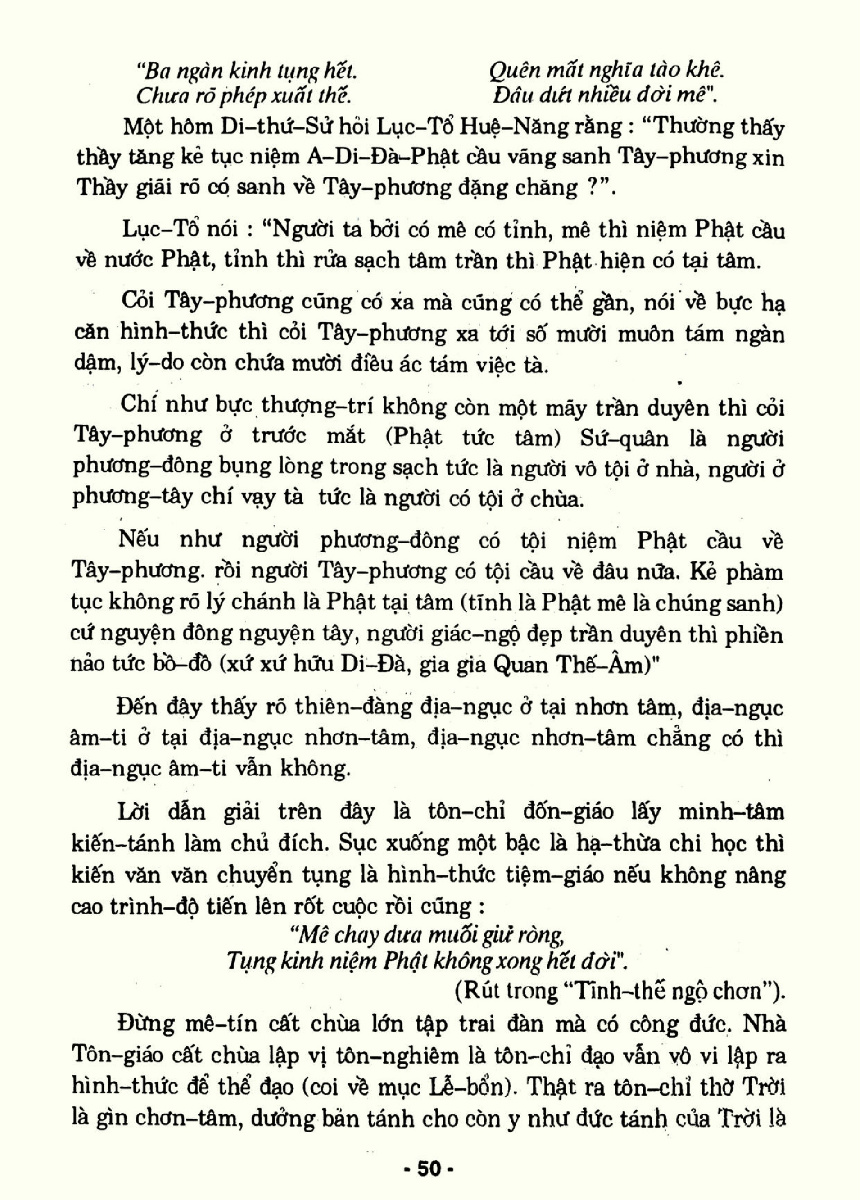 "Ba ngàn kinh tụng hết. Quên mất nghĩa tào khê.
Chưa rõ phép xuất thế. Đâu dứt nhiều đời mê".
Một hôm Di–thứ–Sử hỏi Lục–Tổ Huệ–Năng rằng : "Thường thấy
thầy tăng kẻ tục niệm A–Di–Đà–Phật cầu vãng sanh Tây–phương xin
Thầy giãi rõ có sanh về Tây–phương đặng chăng ?".
Lục–Tổ nói : "Người ta bởi có mê có tỉnh, mê thì niệm Phật cầu
về nước Phật, tỉnh thì rửa sạch tâm trần thì Phật hiện có tại tâm.
Cỏi Tây–phương cũng có xa mà cũng có thể gần, nói về bực hạ
căn hình–thức thì cỏi Tây–phương xa tới số mười muôn tám ngàn
dậm, lý–do còn chứa mười điều ác tám việc tà.
Chí như bực thượng–trí không còn một mãy trần duyên thì cỏi
Tây–phương ở trước mắt (Phật tức tâm) Sứ–quân là người
phương–đông bụng lòng trong sạch tức là người vô tội ở nhà, người ở
phương–tây chí vạy tà tức là người có tội ở chùa.
Nếu như người phương–đông có tội niệm Phật cầu về
Tây–phương. rồi người Tây–phương có tội cầu về đâu nữa. Kẻ phàm
tục không rõ lý chánh là Phật tại tâm (tĩnh là Phật mê là chúng sanh)
cứ nguyện đông nguyện tây, người giác–ngộ đẹp trần duyên thì phiền
nảo tức bồ–đồ (xứ xứ hữu Di–Đà, gia gia Quan Thế–Âm)"
Đến đây thấy rõ thiên–đàng địa–ngục ở tại nhơn tâm, địa–ngục
âm–ti ở tại địa–ngục nhơn–tâm, địa–ngục nhơn–tâm chẳng có thì
địa–ngục âm–ti vẫn không.
Lời dẫn giải trên đây là tôn–chỉ đốn–giáo lấy minh–tâm
kiến–tánh làm chủ đích. Sục xuống một bậc là hạ–thừa chi học thì
kiến văn văn chuyển tụng là hình–thức tiệm–giáo nếu không nâng
cao trình–độ tiến lên rốt cuộc rồi cũng :
"Mê chay dưa muối giử ròng,
Tụng kinh niệm Phật không xong hết đời".
(Rút trong "Tĩnh–thế ngộ chơn").
Đừng mê–tín cất chùa lớn tập trai đàn mà có công đức. Nhà
Tôn–giáo cất chùa lập vị tôn–nghiêm là tôn–chỉ đạo vẫn vô vi lập ra
hình–thức để thể đạo (coi về mục Lễ–bổn). Thật ra tôn–chỉ thờ Trời
là gìn chơn–tâm, dưởng bản tánh cho còn y như đức tánh của Trời là
- 50 -